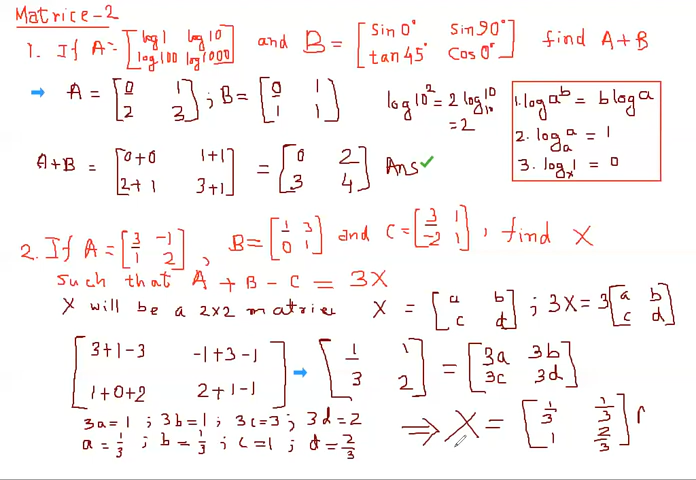 Matrice-2
1. If A = [log1 log10 log100 log1000] and B = [sin0° sin90° tan45° cos0°] find A+B
→ A = [0 1 2 3] ; B = [0 1 1 1] log10² = 2log₁₀10 = 2
1. log aᵇ = b log a
2. logₐa = 1
3. logₓ1 = 0
A+B = [0+0 1+1 2+1 3+1] = [0 2 3 4] Ans ✓
2. If A = [3 -1 1 2], B = [1 3 0 1] and C = [3 1 -2 1], find X
such that A + B - C = 3X
X will be a 2x2 matrix X = [a b c d] ; 3X = 3[a b c d]
[3+1-3 -1+3-1 1+0+2 2+1-1] → [1 1 3 2] = [3a 3b 3c 3d]
3a=1 ; 3b=1 ; 3c=3 ; 3d=2
a=1/3 ; b=1/3 ; c=1 ; d=2/3
⇒ X = [1/3 1/3 1 2/3]